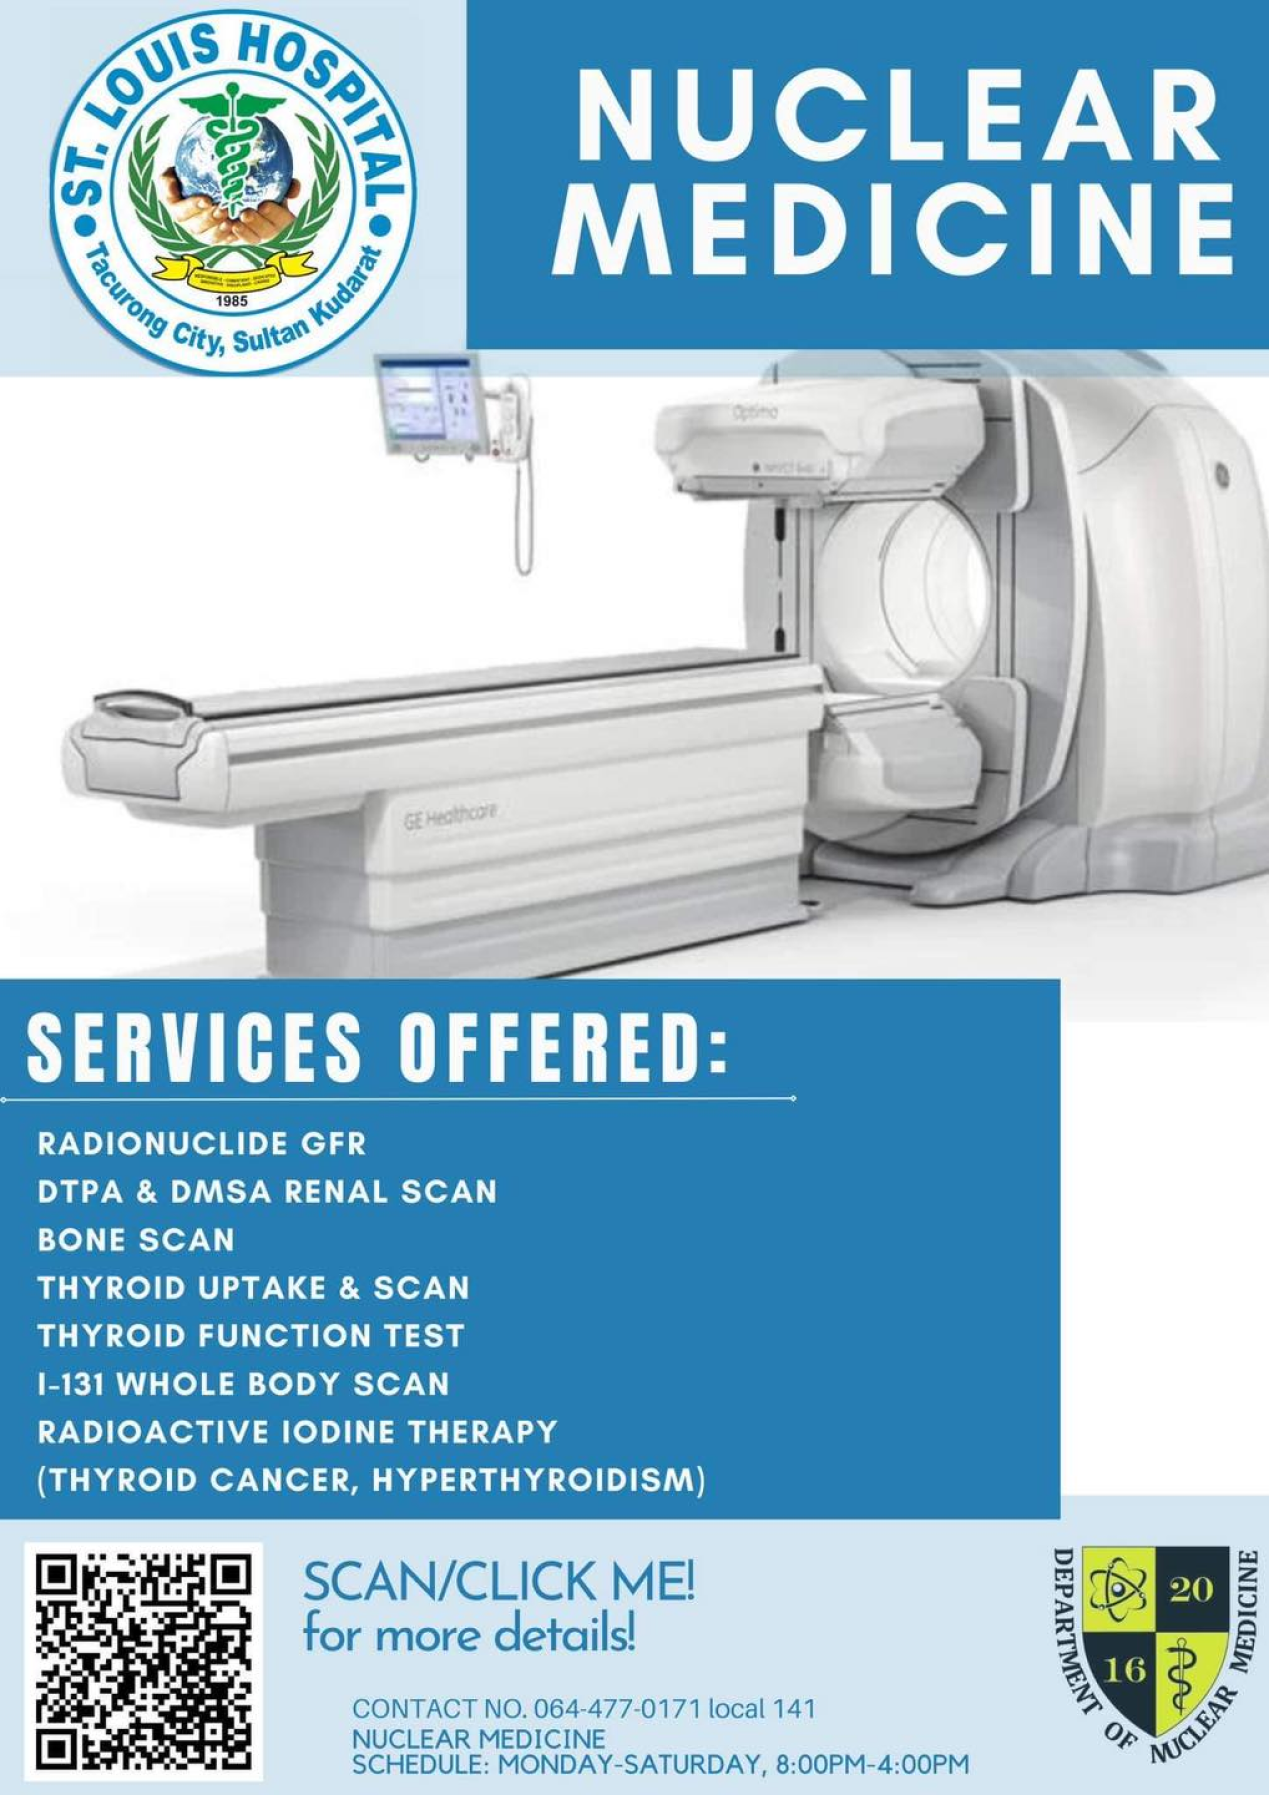 ST. LOUIS HOSPITAL
Tacurong City, Sultan Kudarat
1985
NUCLEAR
MEDICINE
Optima
GE Healthcare
SERVICES OFFERED:
RADIONUCLIDE GFR
DTPA & DMSA RENAL SCAN
BONE SCAN
THYROID UPTAKE & SCAN
THYROID FUNCTION TEST
I-131 WHOLE BODY SCAN
RADIOACTIVE IODINE THERAPY
(THYROID CANCER, HYPERTHYROIDISM)
SCAN/CLICK ME!
for more details!
CONTACT NO. 064-477-0171 local 141
NUCLEAR MEDICINE
SCHEDULE: MONDAY-SATURDAY, 8:00PM-4:00PM
DEPARTMENT OF NUCLEAR MEDICINE
20
16